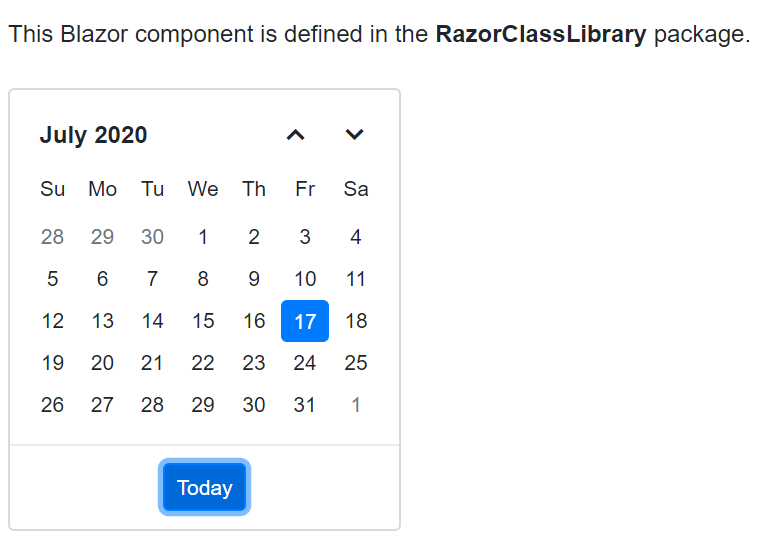 This Blazor component is defined in the RazorClassLibrary package.
July 2020
Su Mo Tu We Th Fr Sa
28 29 30 1 2 3 4
5 6 7 8 9 10 11
12 13 14 15 16 17 18
19 20 21 22 23 24 25
26 27 28 29 30 31 1
Today